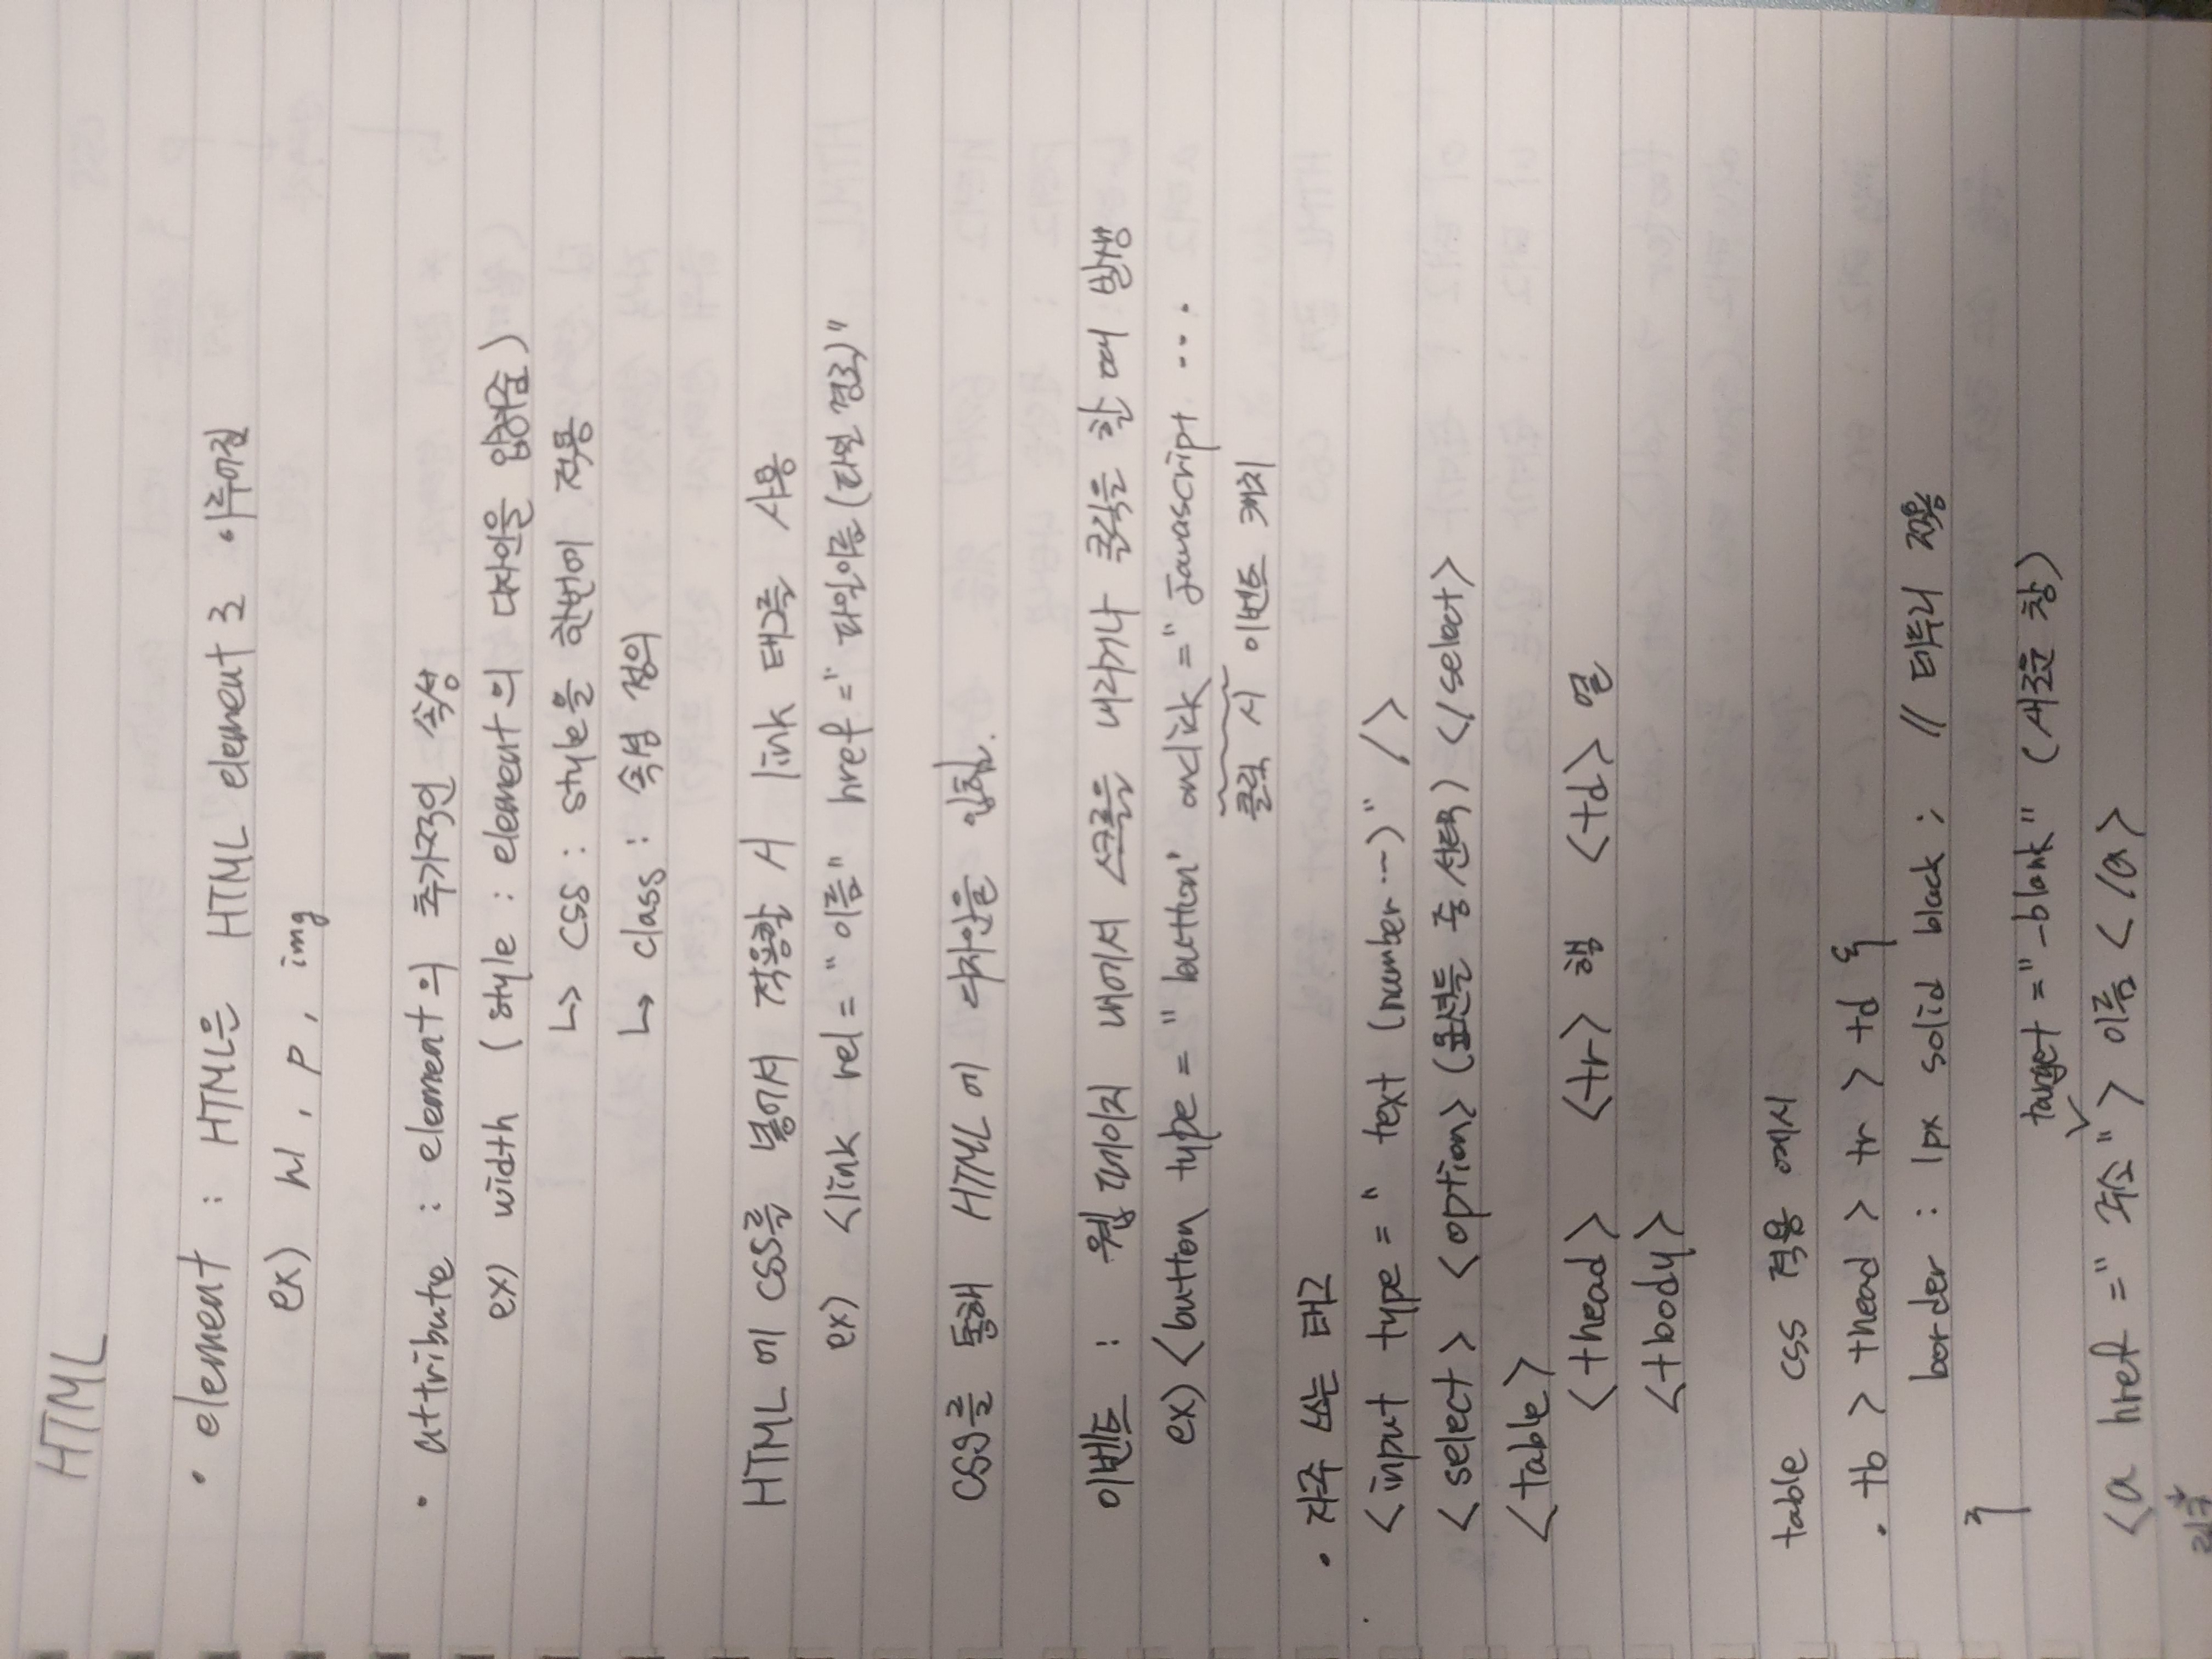 HTML
• element : HTML은 HTML element로 이루어짐
ex) h1, p, img
• attribute : element의 추가적인 속성
ex) width (style : element의 디자인을 입혀줌)
↳ css : style을 한번에 적용
↳ class : 속성 정의
HTML에 CSS를 넣어서 적용할 시 link 태그를 사용
ex) <link rel = "이름" href = "파일이름(파일 경로)"
CSS를 통해 HTML에 디자인을 입힘.
이벤트 : 웹 페이지 내에서 스크롤을 내리거나 클릭을 할 때 발생
ex) <button type = "button' onclick = "javascript ...
클릭 시 이벤트 캐치
• 자주 쓰는 태그
<input type = " text (number ...)" />
<select> <option> (옵션들 중 선택) </select>
<table>
<thead> <tr> 행 <td> 열
<tbody>
table css 적용 예시
. tb > thead > tr > td {
border : 1px solid black ; // 테두리 적용
}
target = "_blank" (새로운 창)
<a href = "주소"> 이름 </a>
링크